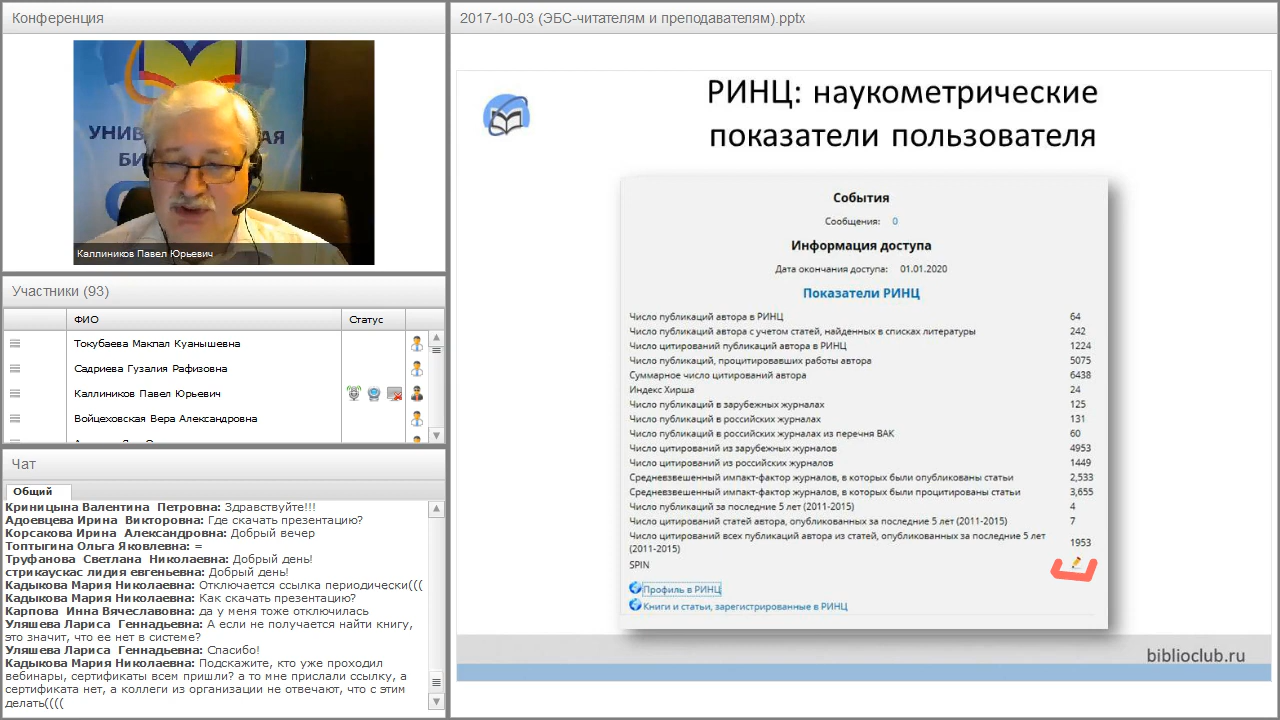 Конференция
УНИВ
АЯ
БИ
Каллиников Павел Юрьевич
Участники (93)
ФИО
Статус
Токубаева Макпал Куанышевна
Садриева Гузалия Рафизовна
Каллиников Павел Юрьевич
Войцеховская Вера Александровна
Чат
Общий
Криницына Валентина Петровна: Здравствуйте!!!
Адоевцева Ирина Викторовна: Где скачать презентацию?
Корсакова Ирина Александровна: Добрый вечер
Топтыгина Ольга Яковлевна: =
Труфанова Светлана Николаевна: Добрый день!
стрикаускас лидия евгеньевна: Добрый день!
Кадыкова Мария Николаевна: Отключается ссылка периодически(((
Кадыкова Мария Николаевна: Как скачать презентацию?
Карпова Инна Вячеславовна: да у меня тоже отключилась
Уляшева Лариса Геннадьевна: А если не получается найти книгу,
это значит, что ее нет в системе?
Уляшева Лариса Геннадьевна: Спасибо!
Кадыкова Мария Николаевна: Подскажите, кто уже проходил
вебинары, сертификаты всем пришли? а то мне прислали ссылку, а
сертификата нет, а коллеги в организации не отвечают, что с этим
делать((((
2017-10-03 (ЭБС-читателям и преподавателям).pptx
РИНЦ: наукометрические
показатели пользователя
События
Сообщения: 0
Информация доступа
Дата окончания доступа: 01.01.2020
Показатели РИНЦ
Число публикаций автора в РИНЦ 64
Число публикаций автора с учетом статей, найденных в списках литературы 242
Число цитирований публикаций автора в РИНЦ 1224
Число публикаций, процитировавших работы автора 5075
Суммарное число цитирований автора 6438
Индекс Хирша 24
Число публикаций в зарубежных журналах 125
Число публикаций в российских журналах 131
Число публикаций в российских журналах из перечня ВАК 60
Число цитирований из зарубежных журналов 4953
Число цитирований из российских журналов 1449
Средневзвешенный импакт-фактор журналов, в которых были опубликованы статьи 2,533
Средневзвешенный импакт-фактор журналов, в которых были процитированы статьи 3,655
Число публикаций за последние 5 лет (2011-2015) 4
Число цитирований статей автора, опубликованных за последние 5 лет (2011-2015) 7
Число цитирований всех публикаций автора из статей, опубликованных за последние 5 лет
(2011-2015) 1953
SPIN
Профиль в РИНЦ
Книги и статьи, зарегистрированные в РИНЦ
biblioclub.ru